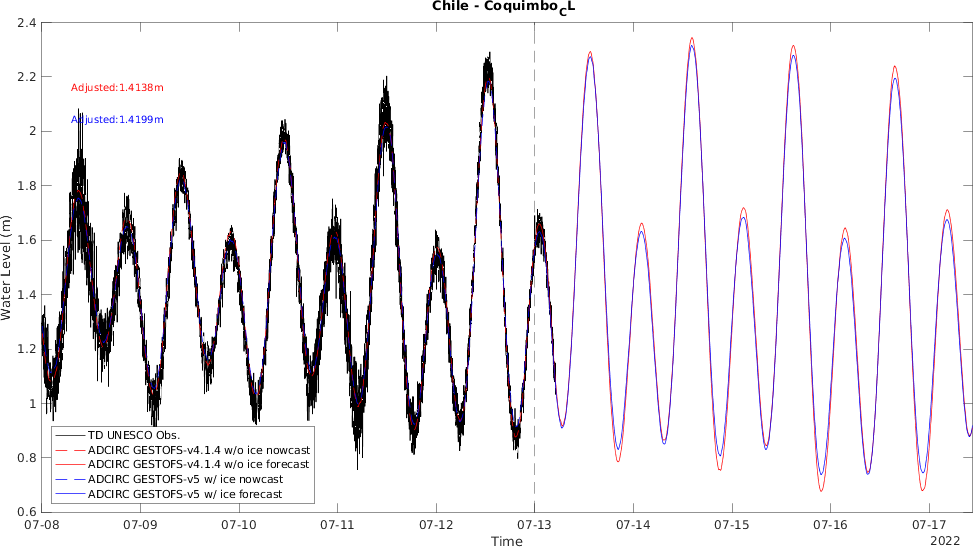 Chile - Coquimbo_CL
2.4
2.2
2
1.8
1.6
1.4
1.2
1
0.8
0.6
Water Level (m)
Adjusted:1.4138m
Adjusted:1.4199m
TD UNESCO Obs.
ADCIRC GESTOFS-v4.1.4 w/o ice nowcast
ADCIRC GESTOFS-v4.1.4 w/o ice forecast
ADCIRC GESTOFS-v5 w/ ice nowcast
ADCIRC GESTOFS-v5 w/ ice forecast
07-08 07-09 07-10 07-11 07-12 07-13 07-14 07-15 07-16 07-17
Time
2022